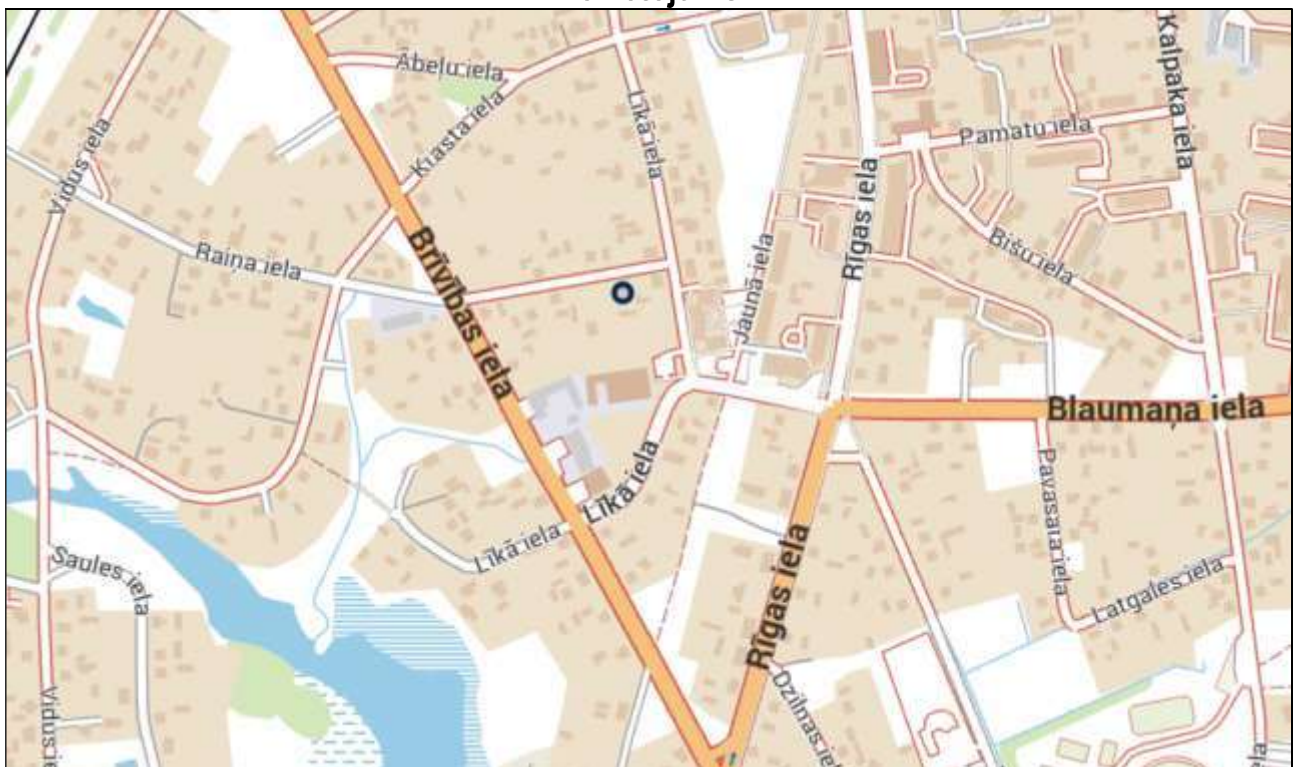 Kalpaka iela
Ābeļu iela
Krasta iela
Līkā iela
Pamatu iela
Vidus iela
Rīgas iela
Bišu iela
Raiņa iela
Jaunā iela
Brīvības iela
Blaumaņa iela
Līkā iela
Pavasara iela
Līkā iela
Saules iela
Rīgas iela
Latgales iela
Dzilnas ie
Vidus i